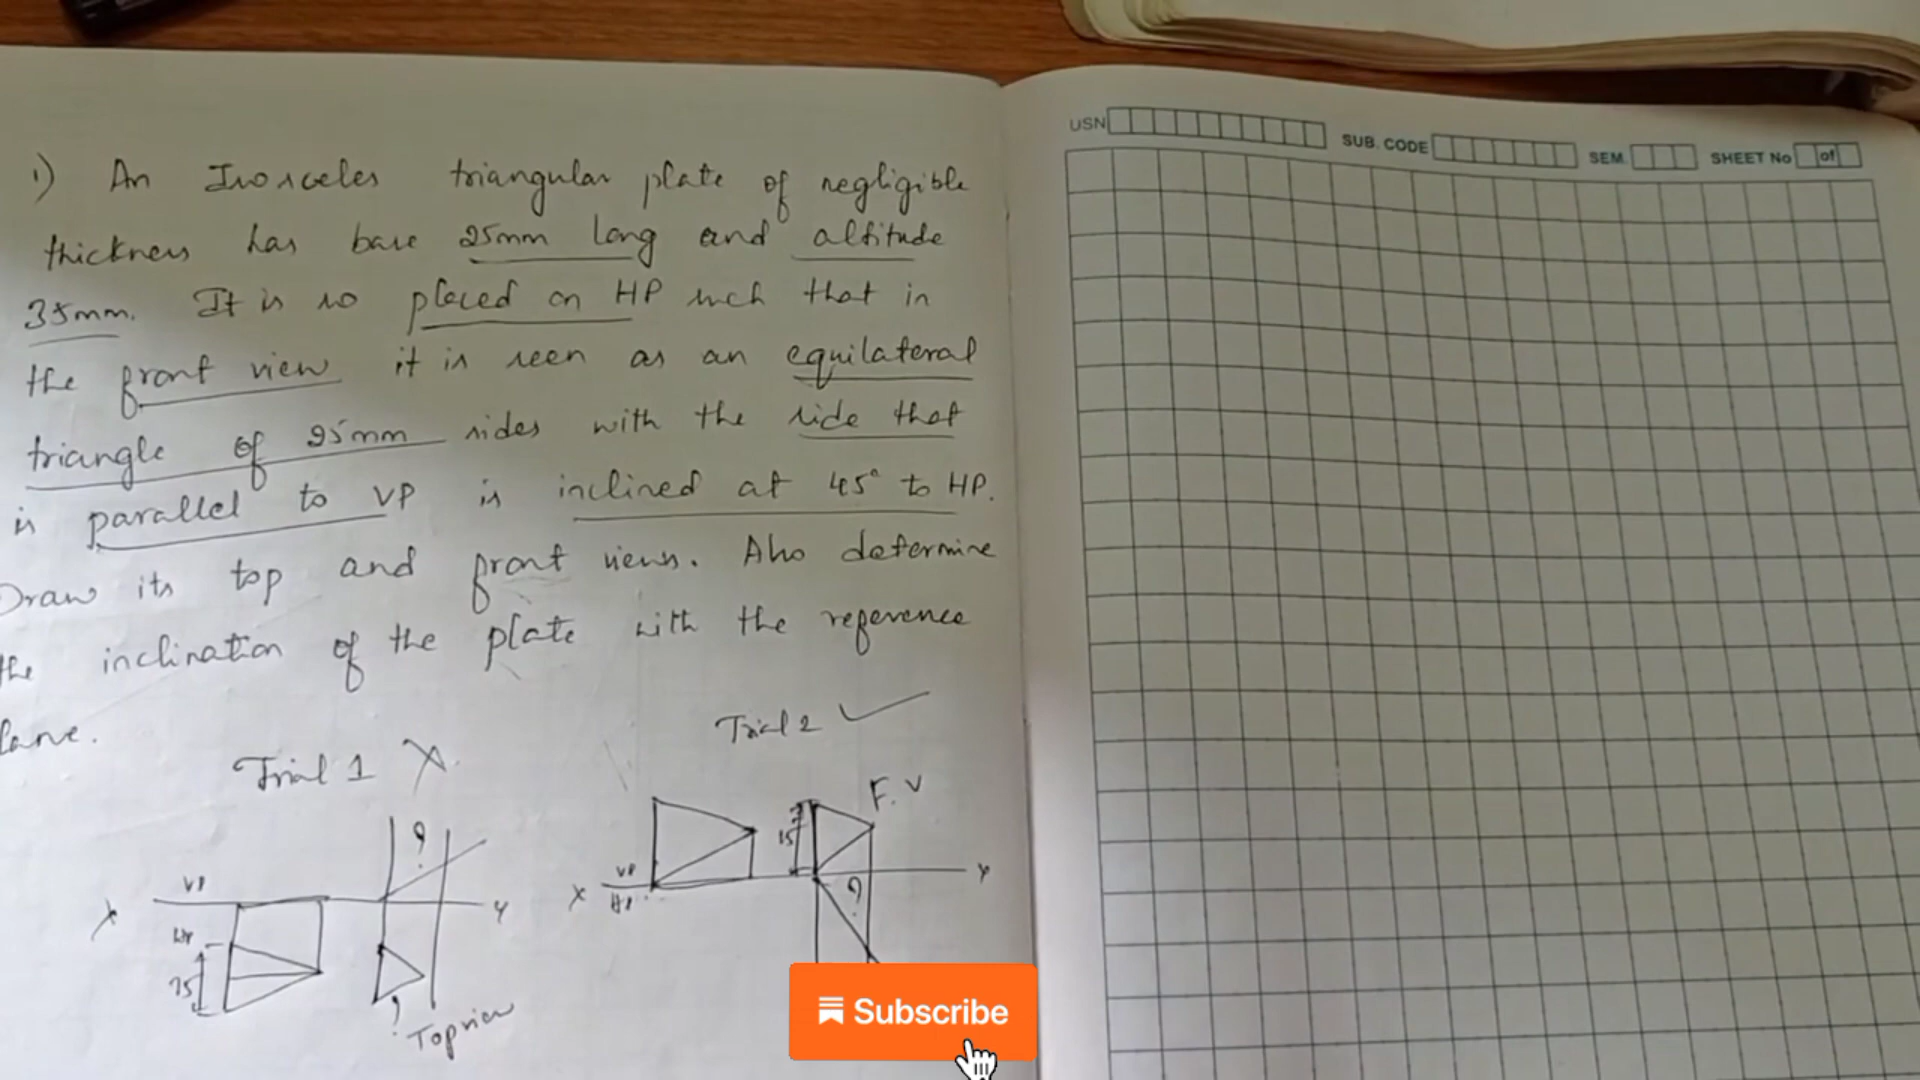 1) An Isosceles triangular plate of negligible
thickness has base 25mm long and altitude
35mm. It is so placed on HP such that in
the front view it is seen as an equilateral
triangle of 25mm sides with the side that
is parallel to VP is inclined at 45° to HP.
Draw its top and front views. Also determine
the inclination of the plate with the reference
lane.
Trial 1 X
Trial 2 ✓
VP
X
HP
Y
25
?
?
Top view
F.V
VP
X
HP
Y
?
USN
SUB. CODE
SEM.
SHEET No of
Subscribe